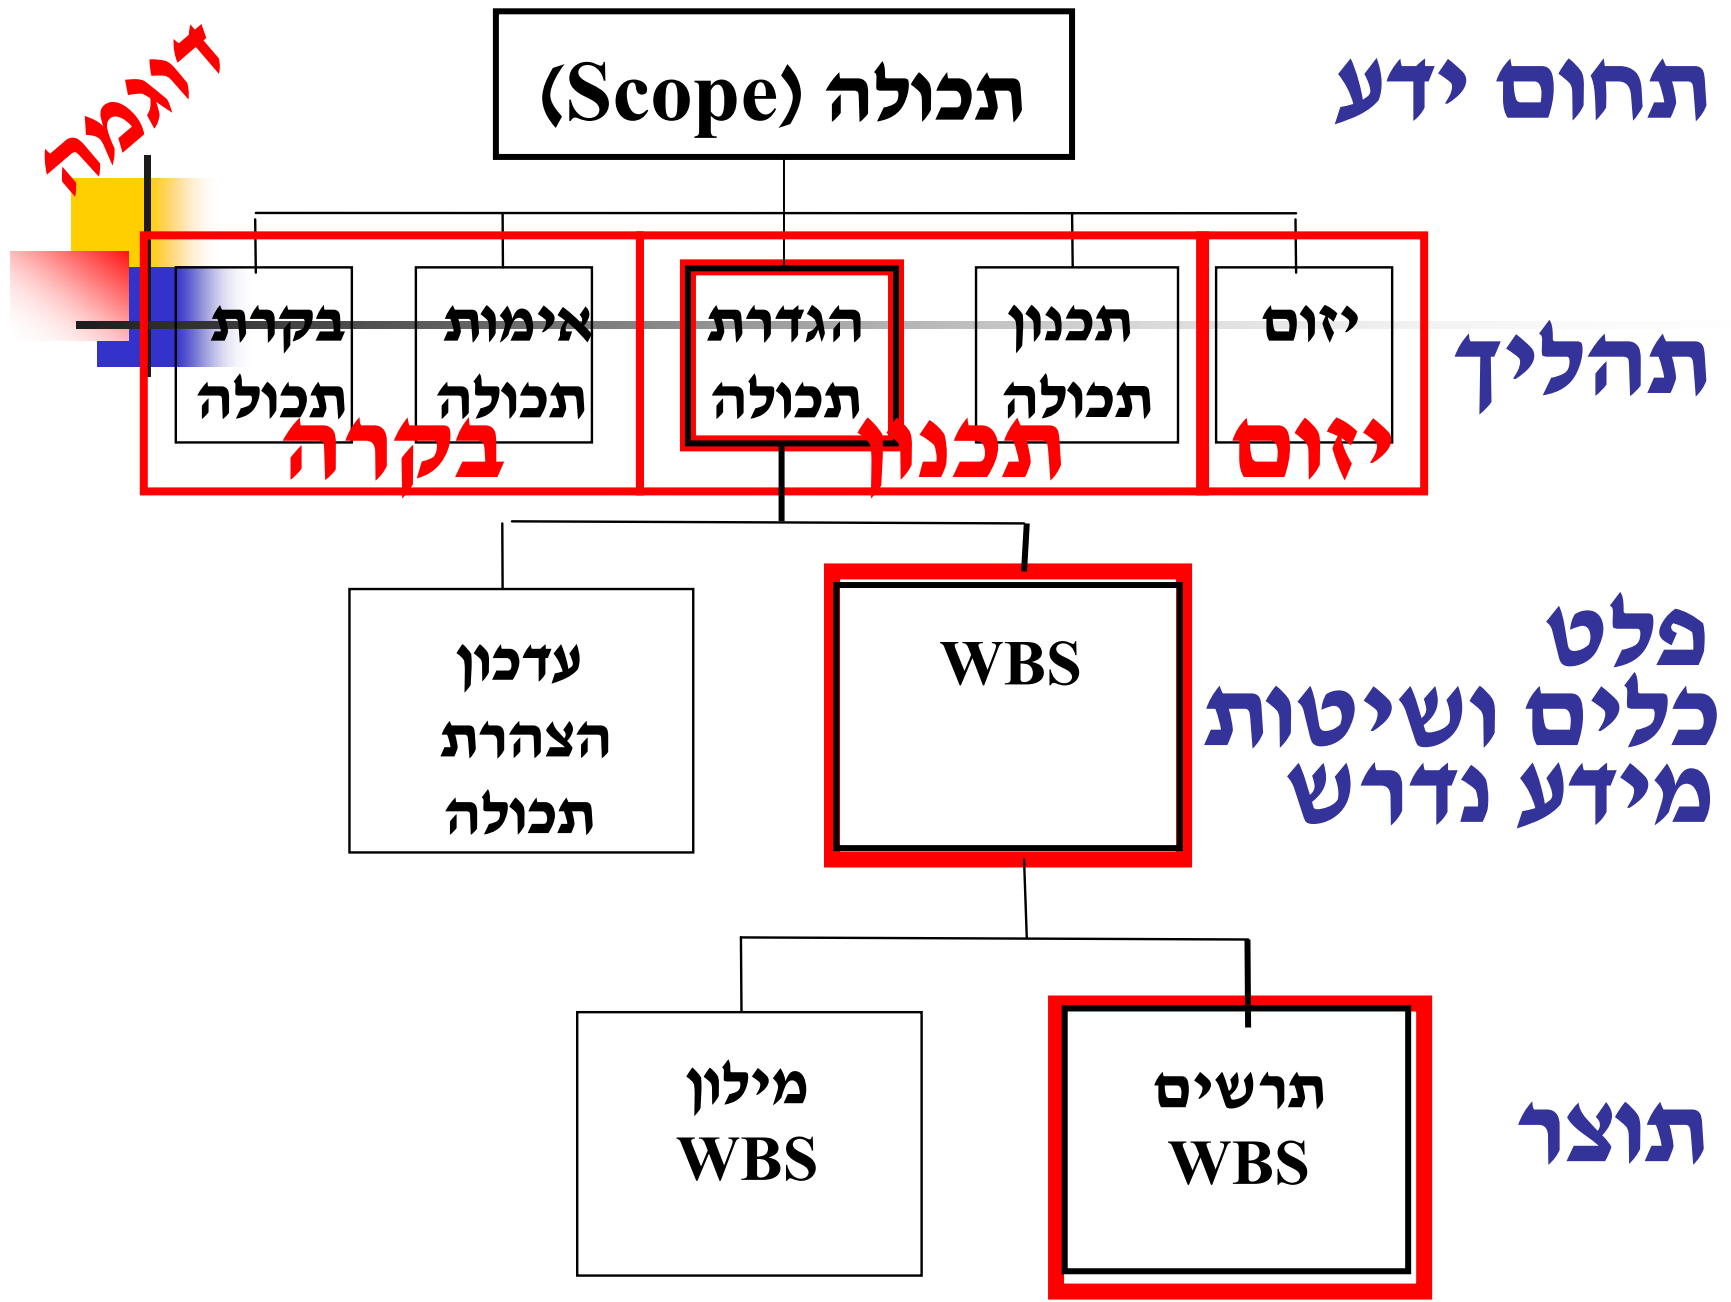 דוגמה
תכולה (Scope)
תחום ידע
יזום
תכנון
תכולה
הגדרת
תכולה
אימות
תכולה
בקרת
תכולה
תהליך
יזום
תכנון
בקרה
WBS
עדכון
הצהרת
תכולה
פלט
כלים ושיטות
מידע נדרש
תרשים
WBS
מילון
WBS
תוצר